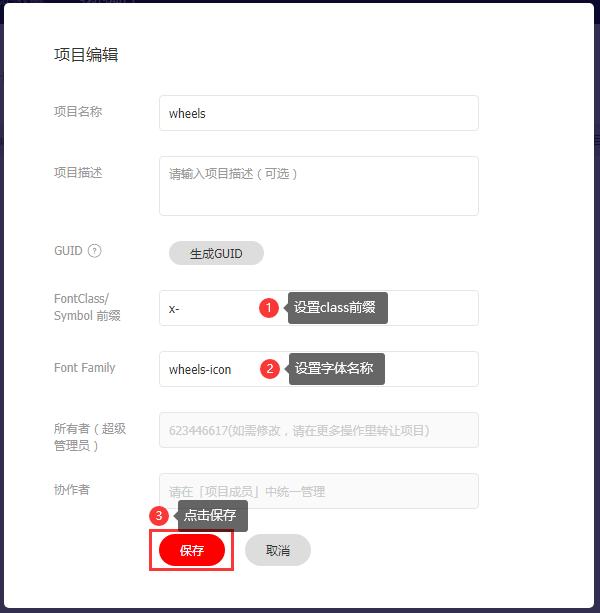 项目编辑
项目名称
wheels
项目描述
请输入项目描述（可选）
GUID ?
生成GUID
FontClass/
Symbol 前缀
x-
1 设置class前缀
Font Family
wheels-icon
2 设置字体名称
所有者（超级
管理员）
623446617(如需修改，请在更多操作里转让项目)
协作者
请在「项目成员」中统一管理
3 点击保存
保存
取消